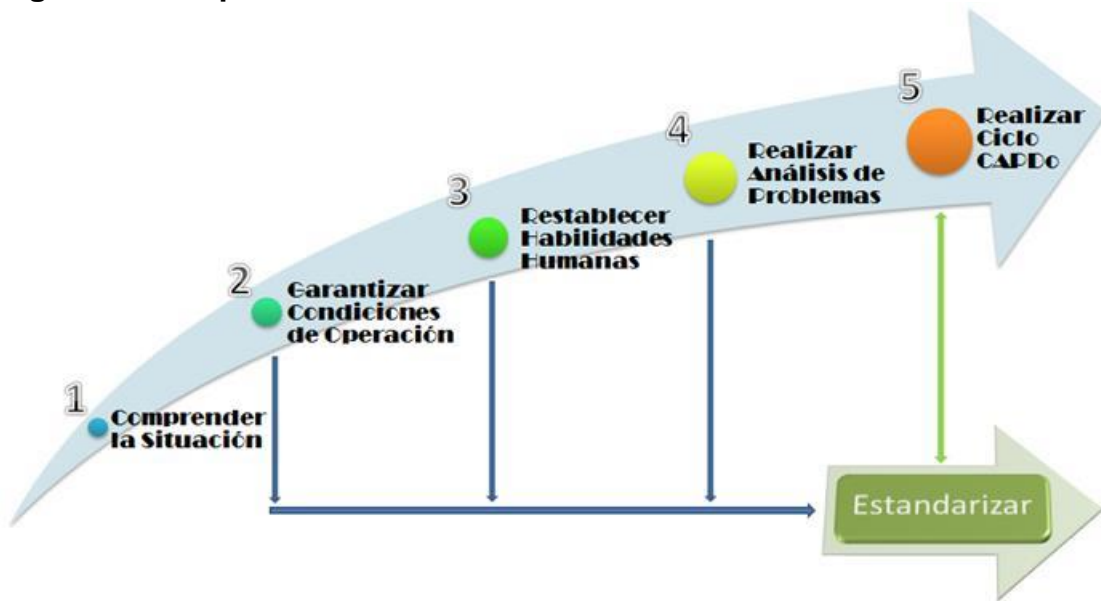 1
Comprender
la Situación
2
Garantizar
Condiciones
de Operación
3
Restablecer
Habilidades
Humanas
4
Realizar
Análisis de
Problemas
5
Realizar
Ciclo
CAPDo
Estandarizar